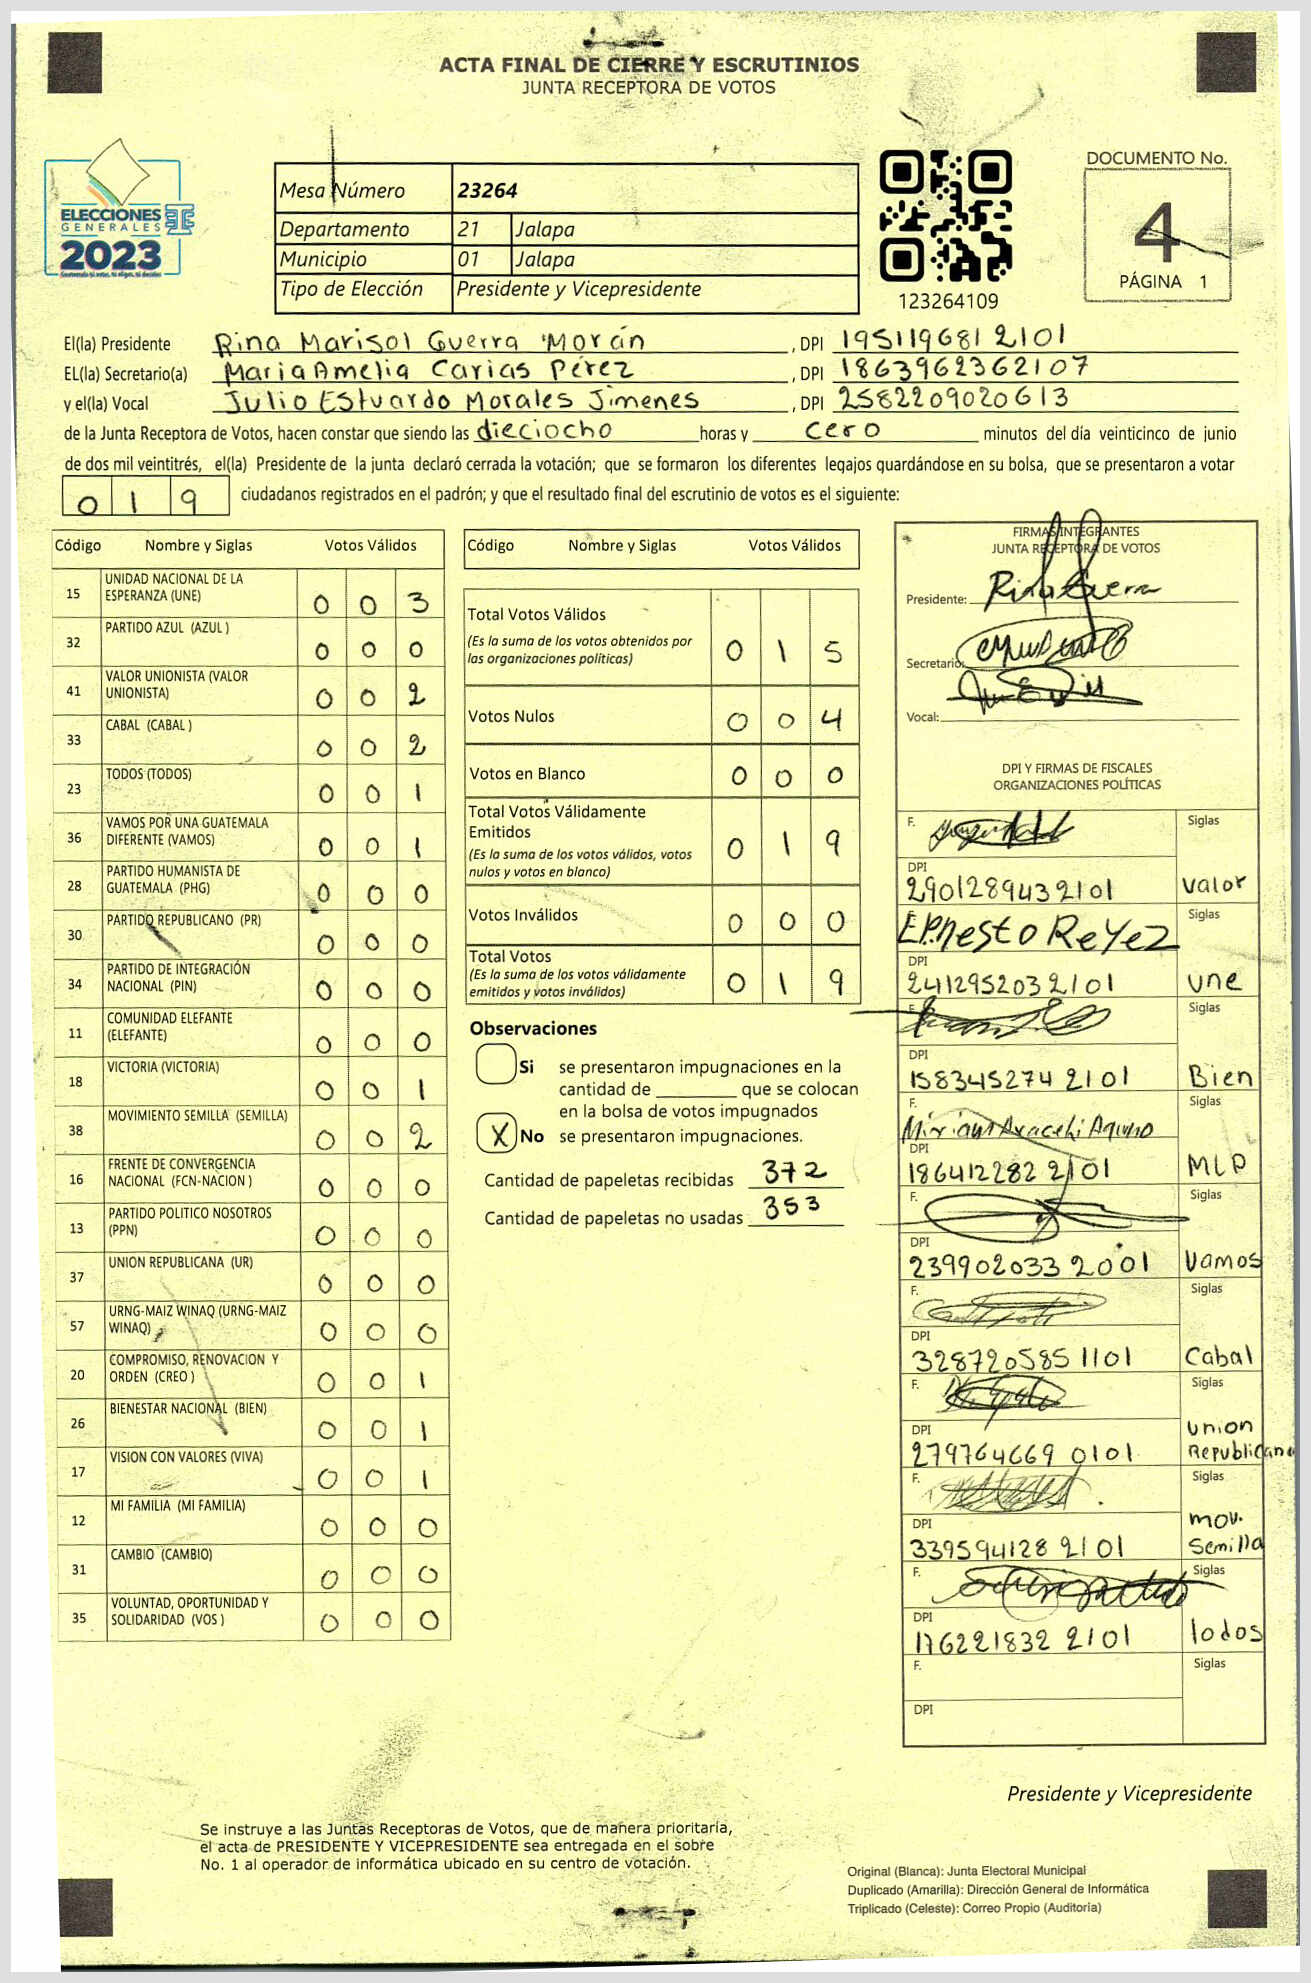 ACTA FINAL DE CIERRE Y ESCRUTINIOS
JUNTA RECEPTORA DE VOTOS
ELECCIONES
GENERALES
2023
Mesa Número 23264
Departamento 21 Jalapa
Municipio 01 Jalapa
Tipo de Elección Presidente y Vicepresidente
123264109
DOCUMENTO No.
4
PÁGINA 1
El(la) Presidente Rina Marisol Guerra Morán , DPI 195119681 2101
EL(la) Secretario(a) Maria Amelia Carias Pérez , DPI 1863962362107
y el(la) Vocal Julio Estuardo Morales Jimenes , DPI 2582209020613
de la Junta Receptora de Votos, hacen constar que siendo las dieciocho horas y cero minutos del día veinticinco de junio
de dos mil veintitrés, el(la) Presidente de la junta declaró cerrada la votación; que se formaron los diferentes legajos guardándose en su bolsa, que se presentaron a votar
0 1 9 ciudadanos registrados en el padrón; y que el resultado final del escrutinio de votos es el siguiente:
Código Nombre y Siglas Votos Válidos
15 UNIDAD NACIONAL DE LA ESPERANZA (UNE) 0 0 3
32 PARTIDO AZUL (AZUL ) 0 0 0
41 VALOR UNIONISTA (VALOR UNIONISTA) 0 0 2
33 CABAL (CABAL ) 0 0 2
23 TODOS (TODOS) 0 0 1
36 VAMOS POR UNA GUATEMALA DIFERENTE (VAMOS) 0 0 1
28 PARTIDO HUMANISTA DE GUATEMALA (PHG) 0 0 0
30 PARTIDO REPUBLICANO (PR) 0 0 0
34 PARTIDO DE INTEGRACIÓN NACIONAL (PIN) 0 0 0
11 COMUNIDAD ELEFANTE (ELEFANTE) 0 0 0
18 VICTORIA (VICTORIA) 0 0 1
38 MOVIMIENTO SEMILLA (SEMILLA) 0 0 2
16 FRENTE DE CONVERGENCIA NACIONAL (FCN-NACION ) 0 0 0
13 PARTIDO POLITICO NOSOTROS (PPN) 0 0 0
37 UNION REPUBLICANA (UR) 0 0 0
57 URNG-MAIZ WINAQ (URNG-MAIZ WINAQ) 0 0 0
20 COMPROMISO, RENOVACION Y ORDEN (CREO ) 0 0 1
26 BIENESTAR NACIONAL (BIEN) 0 0 1
17 VISION CON VALORES (VIVA) 0 0 1
12 MI FAMILIA (MI FAMILIA) 0 0 0
31 CAMBIO (CAMBIO) 0 0 0
35 VOLUNTAD, OPORTUNIDAD Y SOLIDARIDAD (VOS ) 0 0 0
Código Nombre y Siglas Votos Válidos
Total Votos Válidos 0 1 5
(Es la suma de los votos obtenidos por
las organizaciones políticas)
Votos Nulos 0 0 4
Votos en Blanco 0 0 0
Total Votos Válidamente
Emitidos 0 1 9
(Es la suma de los votos válidos, votos
nulos y votos en blanco)
Votos Inválidos 0 0 0
Total Votos 0 1 9
(Es la suma de los votos válidamente
emitidos y votos inválidos)
Observaciones
Si se presentaron impugnaciones en la
cantidad de ________ que se colocan
en la bolsa de votos impugnados
X No se presentaron impugnaciones.
Cantidad de papeletas recibidas 372
Cantidad de papeletas no usadas 353
FIRMAS INTEGRANTES
JUNTA RECEPTORA DE VOTOS
Presidente: Rina Guerra
Secretario:
Vocal:
DPI Y FIRMAS DE FISCALES
ORGANIZACIONES POLÍTICAS
F. Siglas
DPI
290128943 2101 Valor
Siglas
Ernesto Reyez
DPI
241295203 2101 une
F. Siglas
DPI
158345274 2101 Bien
F. Siglas
Miriam Araceli Aquino
DPI
186412282 2101 MLP
F. Siglas
DPI
239902033 2001 Vamos
F. Siglas
DPI
328720585 1101 Cabal
F. Siglas
DPI
279764669 0101 union Republicana
F. Siglas
DPI
339594128 2101 mov. Semilla
F. Siglas
DPI
176221832 2101 Todos
F. Siglas
DPI
Presidente y Vicepresidente
Se instruye a las Juntas Receptoras de Votos, que de manera prioritaria,
el acta de PRESIDENTE Y VICEPRESIDENTE sea entregada en el sobre
No. 1 al operador de informática ubicado en su centro de votación.
Original (Blanca): Junta Electoral Municipal
Duplicado (Amarilla): Dirección General de Informática
Triplicado (Celeste): Correo Propio (Auditoría)